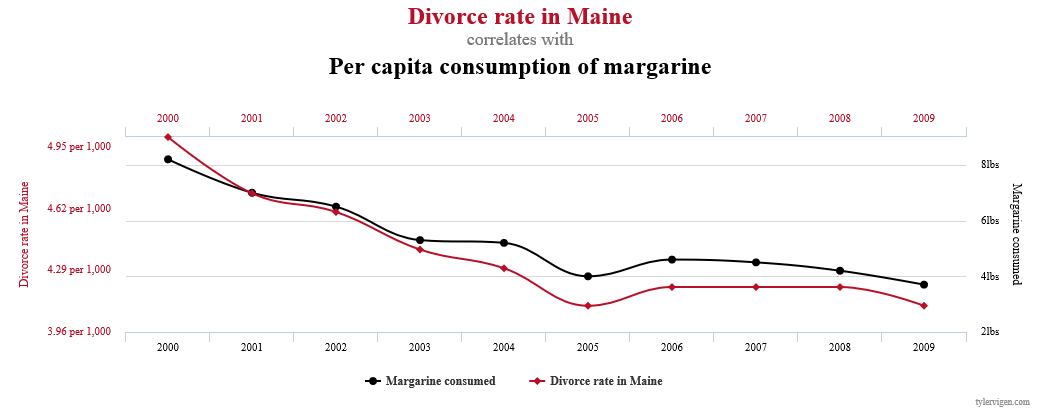 Divorce rate in Maine
correlates with
Per capita consumption of margarine
2000 2001 2002 2003 2004 2005 2006 2007 2008 2009
4.95 per 1,000
4.62 per 1,000
4.29 per 1,000
3.96 per 1,000
Divorce rate in Maine
8lbs
6lbs
4lbs
2lbs
Margarine consumed
2000 2001 2002 2003 2004 2005 2006 2007 2008 2009
Margarine consumed Divorce rate in Maine
tylervigen.com